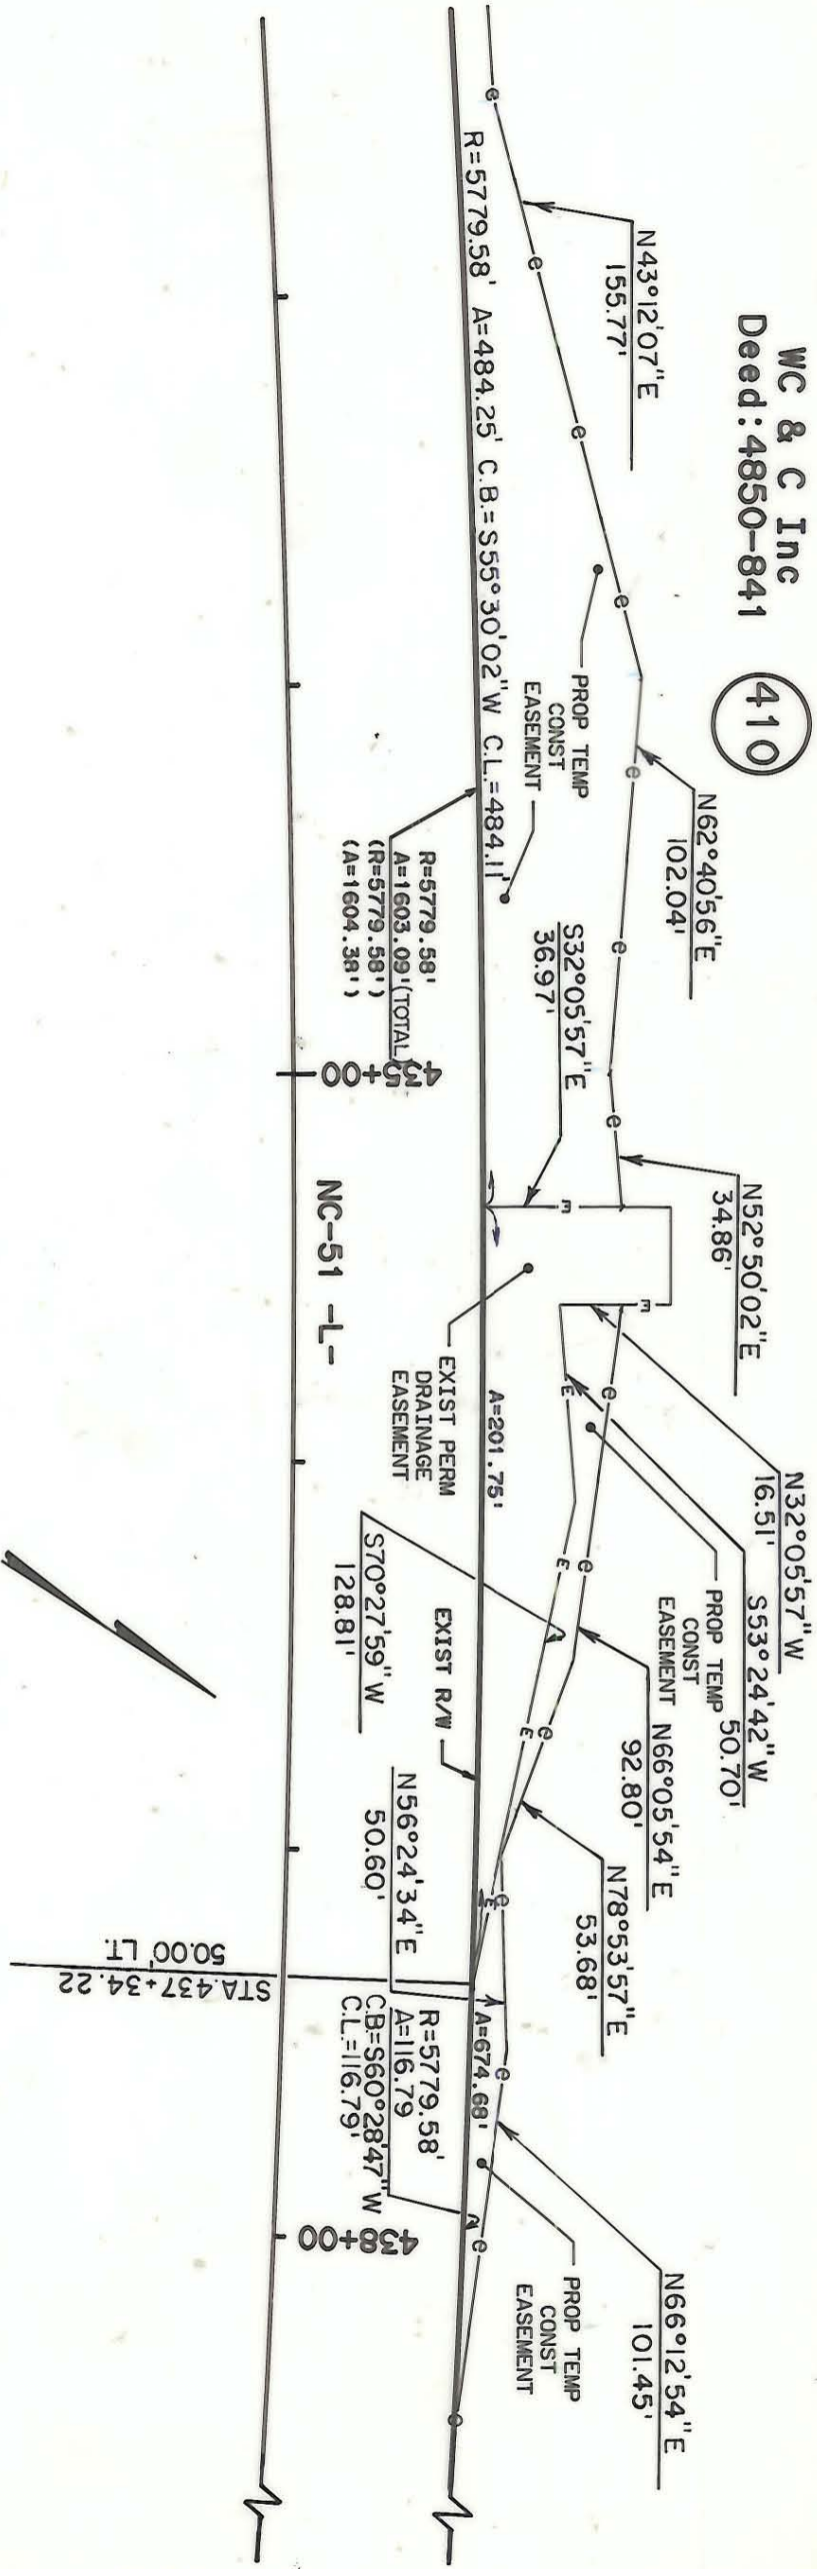 WC & C Inc
Deed: 4850-841
410
N43°12'07"E
155.77'
N62°40'56"E
102.04'
N52°50'02"E
34.86'
N32°05'57"W
16.51'
S53°24'42"W
50.70'
PROP TEMP
CONST
EASEMENT
N66°05'54"E
92.80'
N78°53'57"E
53.68'
N66°12'54"E
101.45'
PROP TEMP
CONST
EASEMENT
S32°05'57"E
36.97'
PROP TEMP
CONST
EASEMENT
R=5779.58' A=484.25' C.B.=S55°30'02"W C.L.=484.11'
A=201.75'
A=674.68'
R=5779.58'
A=1603.09'(TOTAL)
(R=5779.58')
(A=1604.38')
435+00
EXIST PERM
DRAINAGE
EASEMENT
S70°27'59"W
128.81'
EXIST R/W
N56°24'34"E
50.60'
R=5779.58'
A=116.79
C.B=S60°28'47"W
C.L.=116.79'
438+00
NC-51 -L-
STA.437+34.22
50.00' LT.
e
e
e
e
e
e
e
e
e
e
e
e
e
e
E
E
E
E
E
E